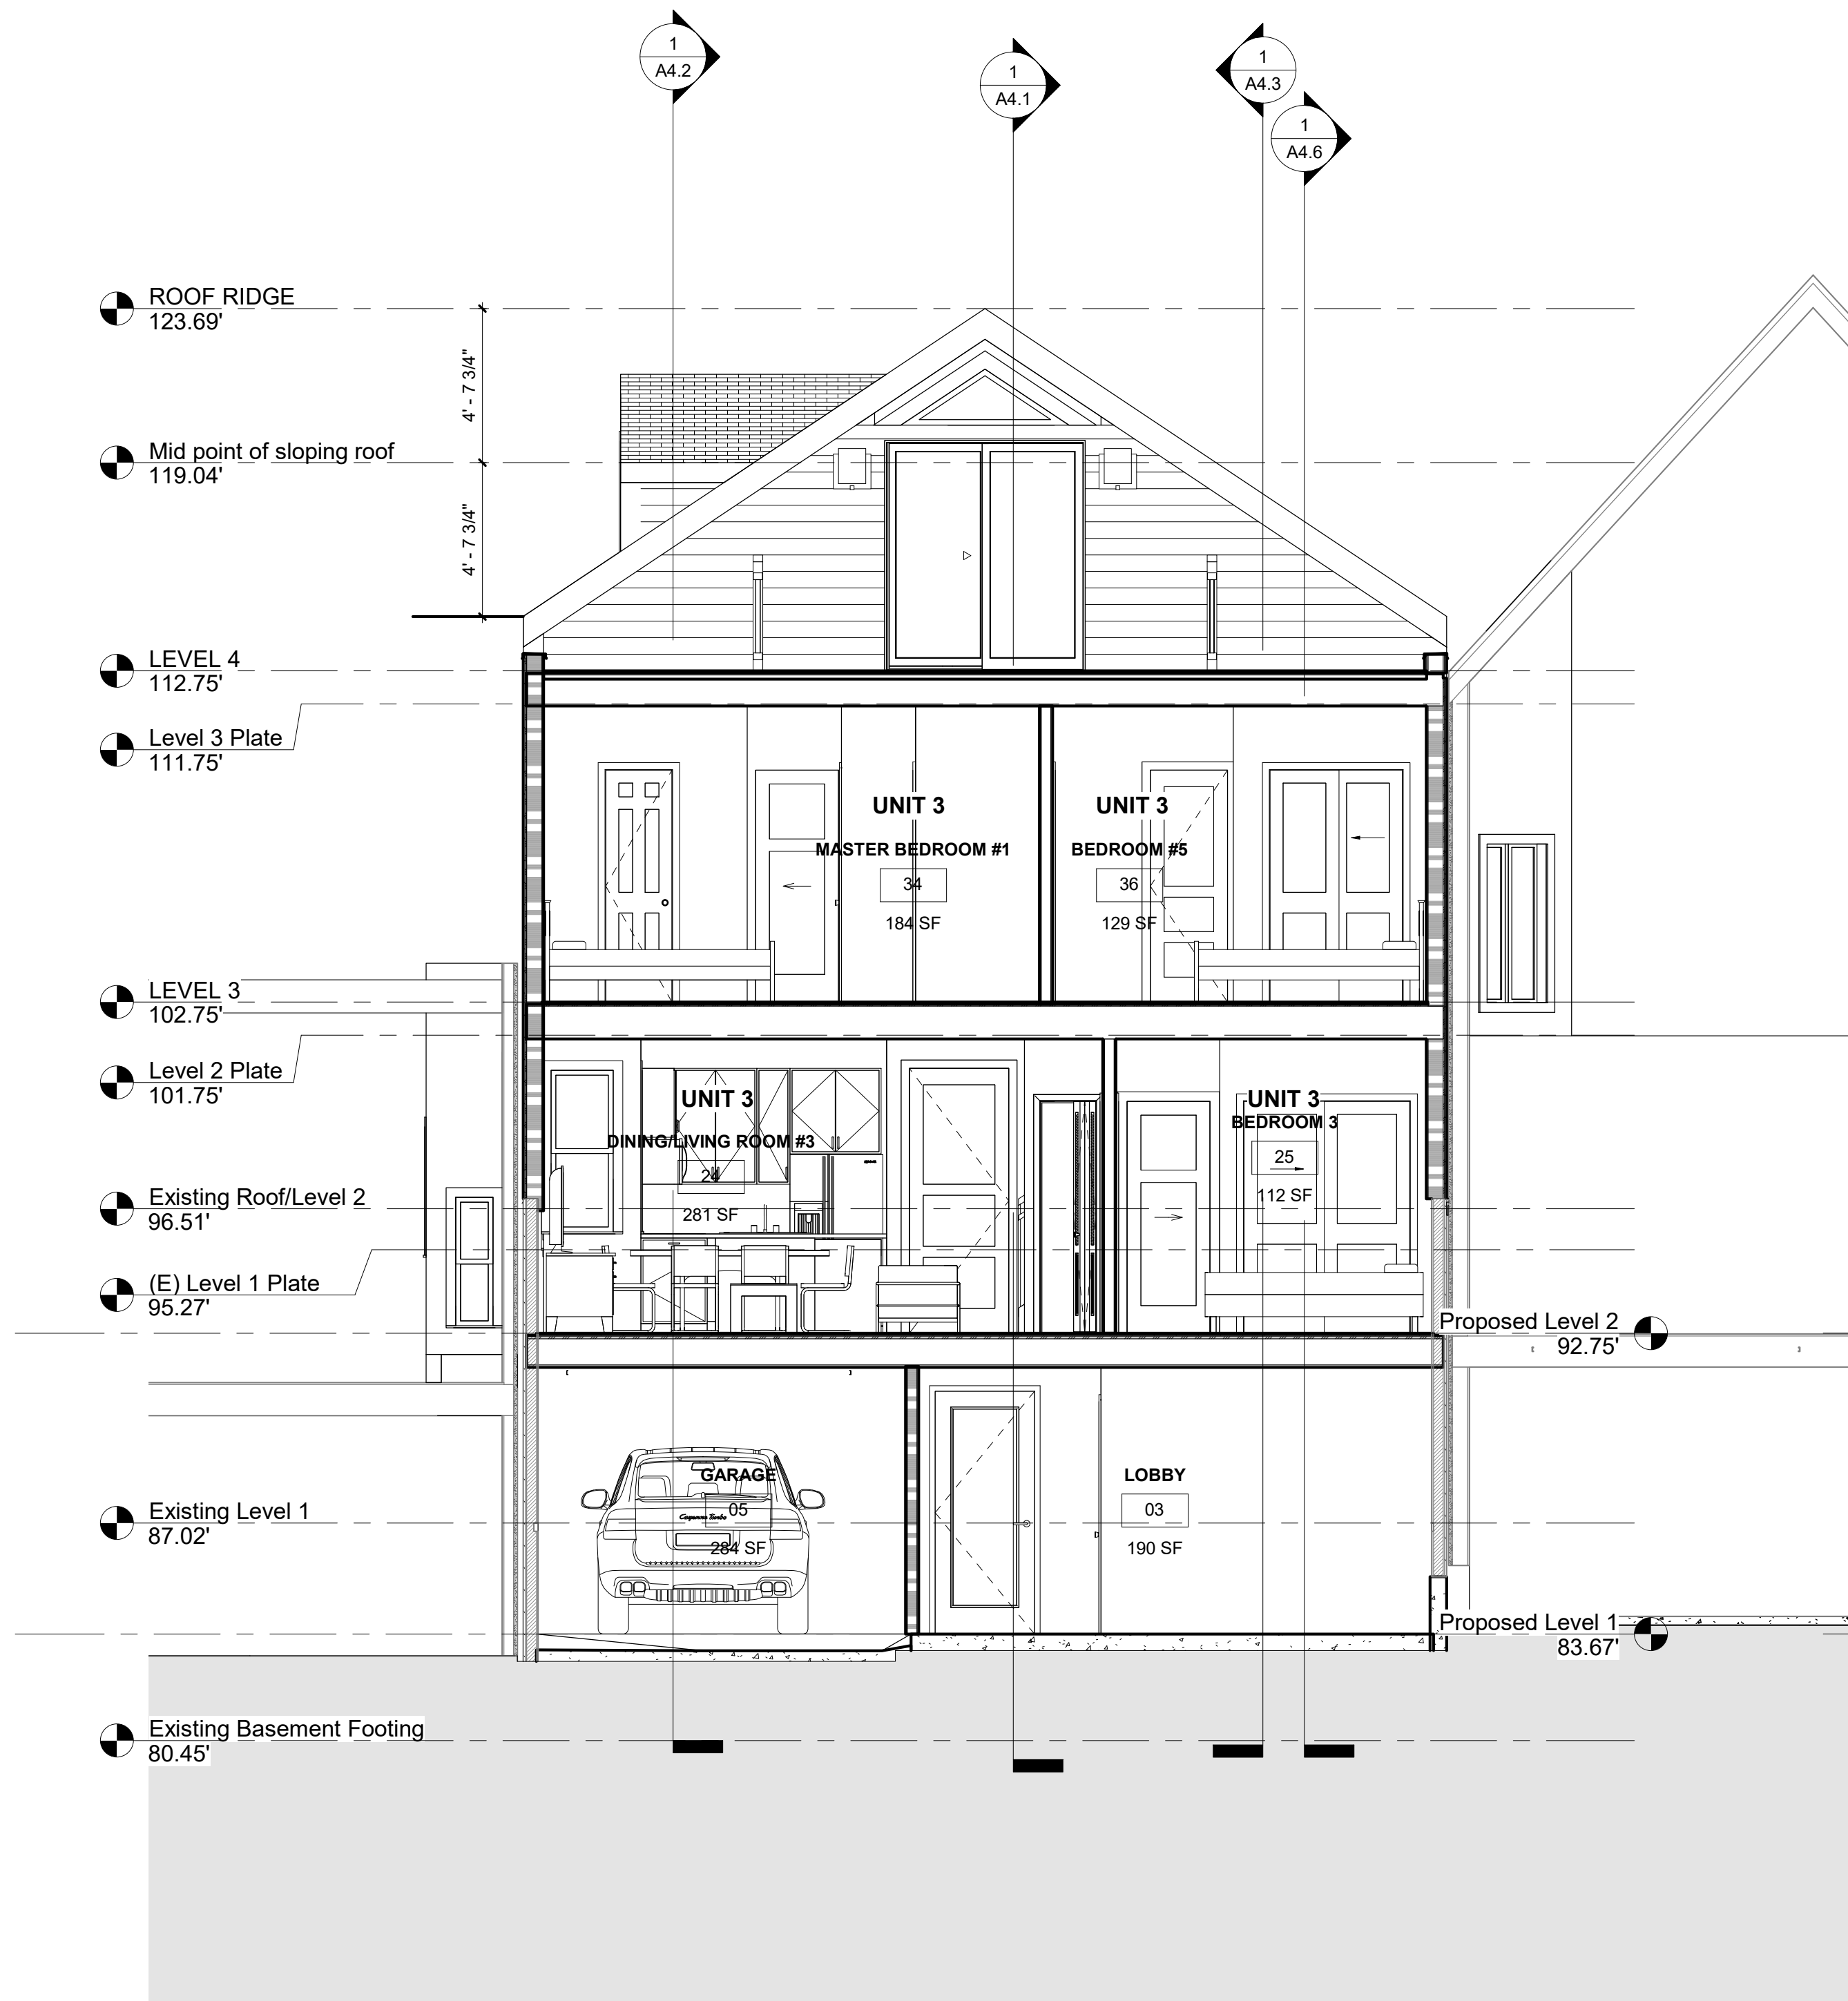 1
A4.2
1
A4.1
1
A4.3
1
A4.6
ROOF RIDGE
123.69'
4' - 7 3/4"
Mid point of sloping roof
119.04'
4' - 7 3/4"
LEVEL 4
112.75'
Level 3 Plate
111.75'
UNIT 3
MASTER BEDROOM #1
34
184 SF
UNIT 3
BEDROOM #5
36
129 SF
LEVEL 3
102.75'
Level 2 Plate
101.75'
UNIT 3
DINING/LIVING ROOM #3
24
281 SF
UNIT 3
BEDROOM 3
25
112 SF
Existing Roof/Level 2
96.51'
(E) Level 1 Plate
95.27'
Proposed Level 2
92.75'
GARAGE
05
Cayenne Turbo
284 SF
LOBBY
03
190 SF
Existing Level 1
87.02'
Proposed Level 1
83.67'
Existing Basement Footing
80.45'